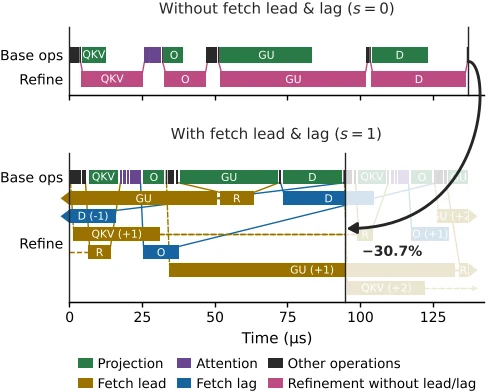 Without fetch lead & lag (s = 0)
Base ops QKV O GU D
Refine QKV O GU D
With fetch lead & lag (s = 1)
Base ops QKV O GU D QKV O GU D
GU R D
D (-1) U (+2)
QKV (+1) R O (+1)
Refine
R O
−30.7%
GU (+1) R
QKV (+2)
0 25 50 75 100 125
Time (μs)
Projection Attention Other operations
Fetch lead Fetch lag Refinement without lead/lag